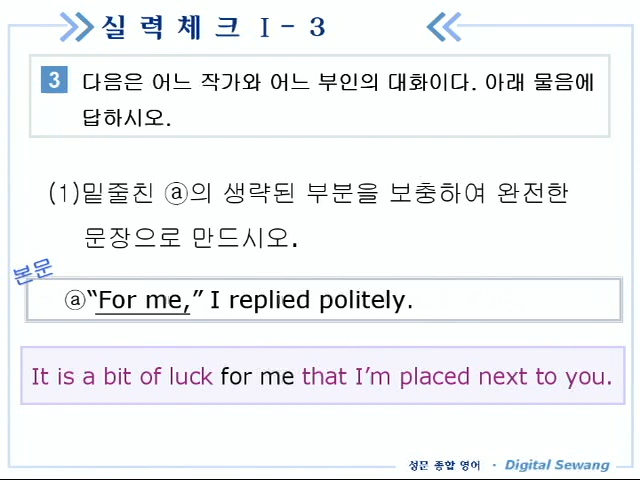 실 력 체 크 Ⅰ - 3
3 다음은 어느 작가와 어느 부인의 대화이다. 아래 물음에
답하시오.
(1)밑줄친 ⓐ의 생략된 부분을 보충하여 완전한
문장으로 만드시오.
본문
ⓐ“For me,” I replied politely.
It is a bit of luck for me that I’m placed next to you.
정문 종합 영어 · Digital Sewang